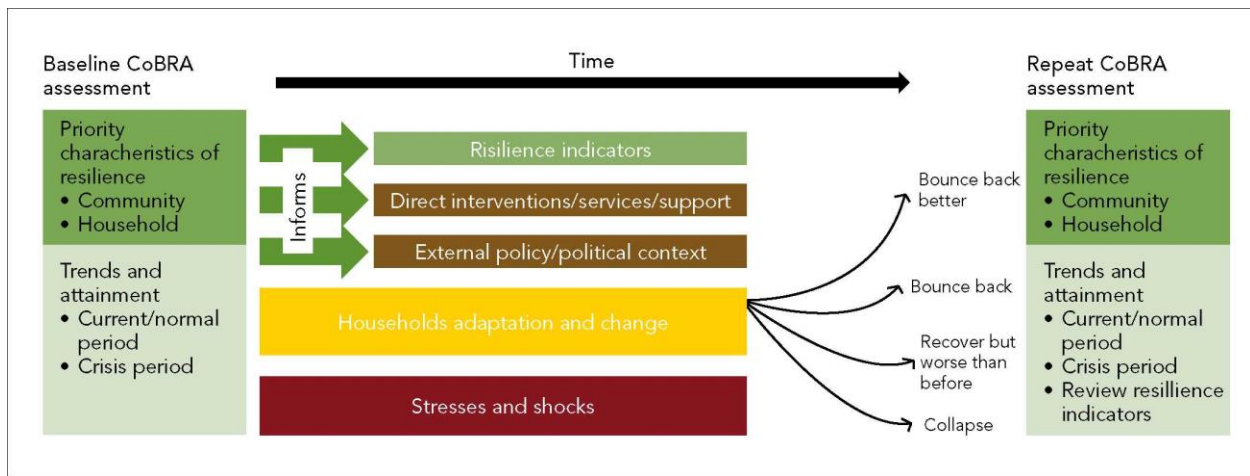 Baseline CoBRA
assessment
Priority
characheristics of
resilience
• Community
• Household
Trends and
attainment
• Current/normal
period
• Crisis period
Time
Informs
Risilience indicators
Direct interventions/services/support
External policy/political context
Households adaptation and change
Stresses and shocks
Bounce back
better
Bounce back
Recover but
worse than
before
Collapse
Repeat CoBRA
assessment
Priority
characheristics of
resilience
• Community
• Household
Trends and
attainment
• Current/normal
period
• Crisis period
• Review resillience
indicators